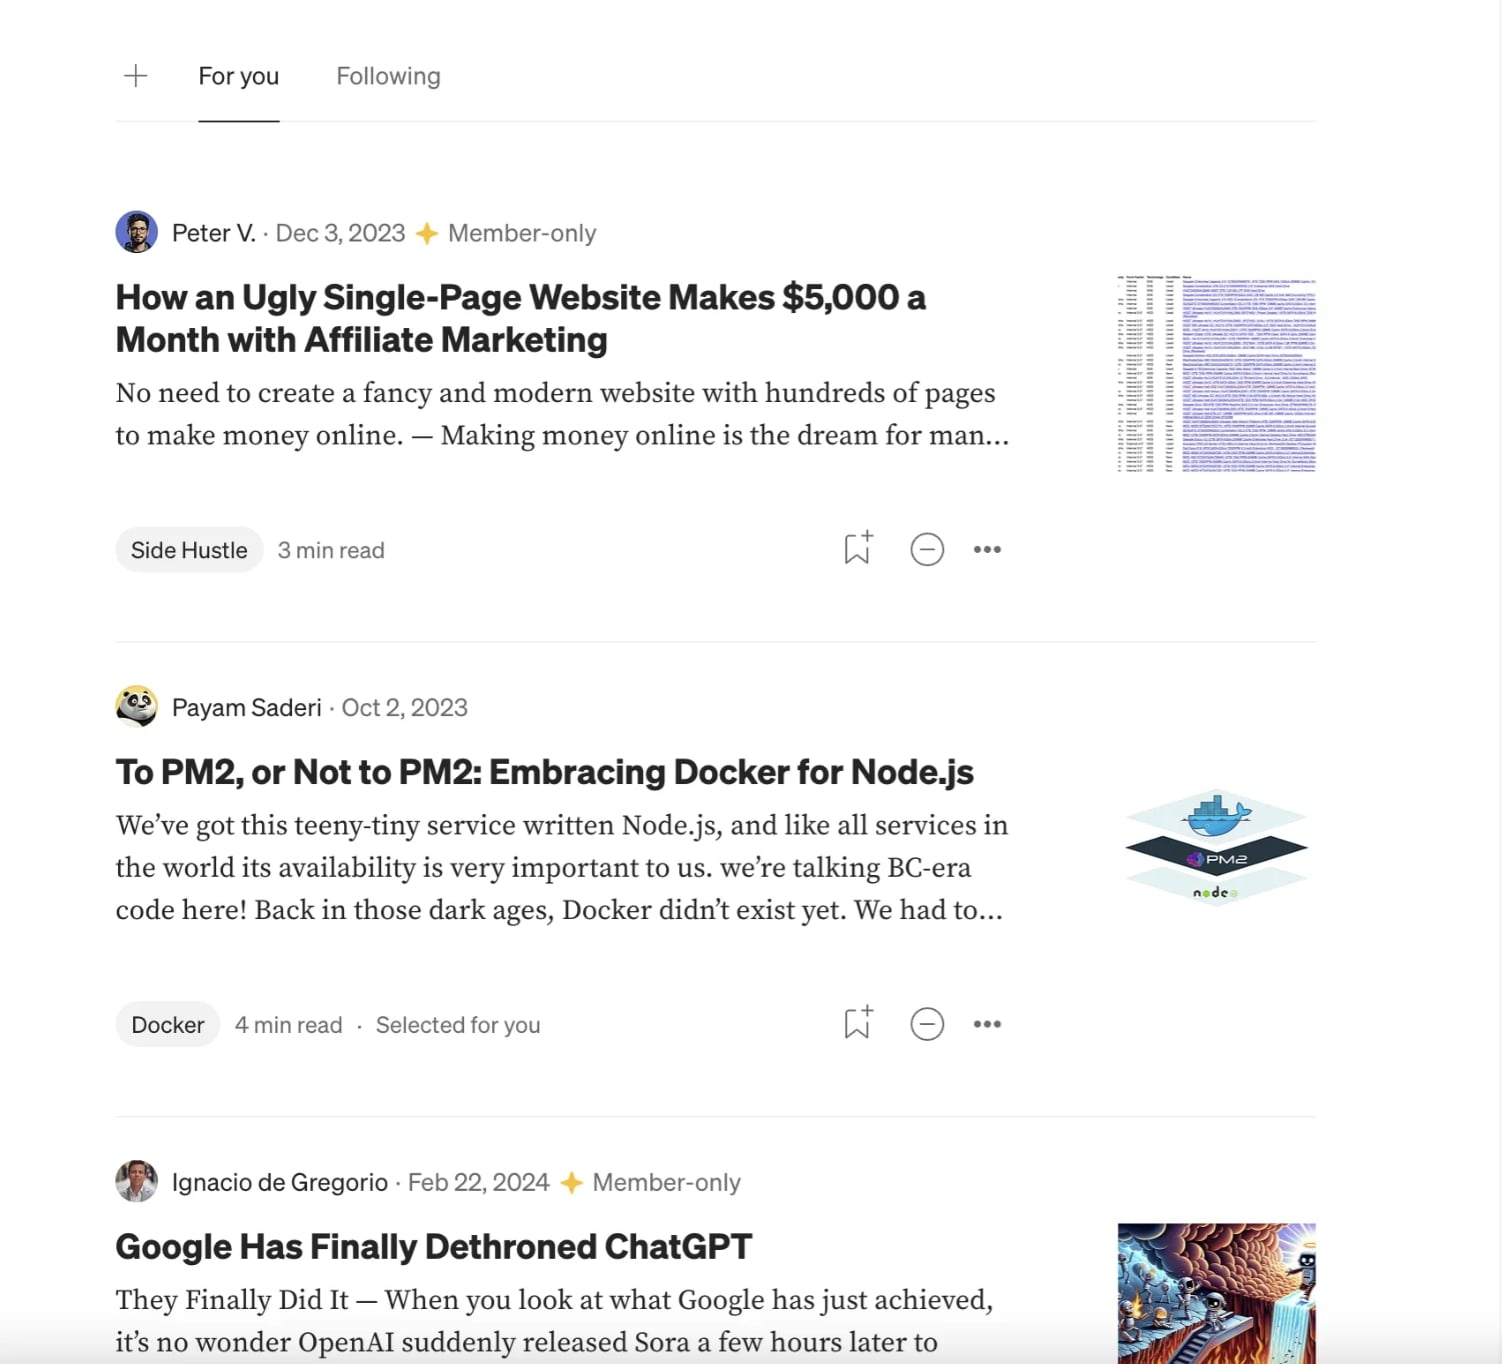 For you Following
Peter V. · Dec 3, 2023 Member-only
How an Ugly Single-Page Website Makes $5,000 a
Month with Affiliate Marketing
No need to create a fancy and modern website with hundreds of pages
to make money online. — Making money online is the dream for man...
Side Hustle 3 min read
Payam Saderi · Oct 2, 2023
To PM2, or Not to PM2: Embracing Docker for Node.js
We’ve got this teeny-tiny service written Node.js, and like all services in
the world its availability is very important to us. we’re talking BC-era
code here! Back in those dark ages, Docker didn’t exist yet. We had to...
PM2
node
Docker 4 min read · Selected for you
Ignacio de Gregorio · Feb 22, 2024 Member-only
Google Has Finally Dethroned ChatGPT
They Finally Did It — When you look at what Google has just achieved,
it’s no wonder OpenAI suddenly released Sora a few hours later to